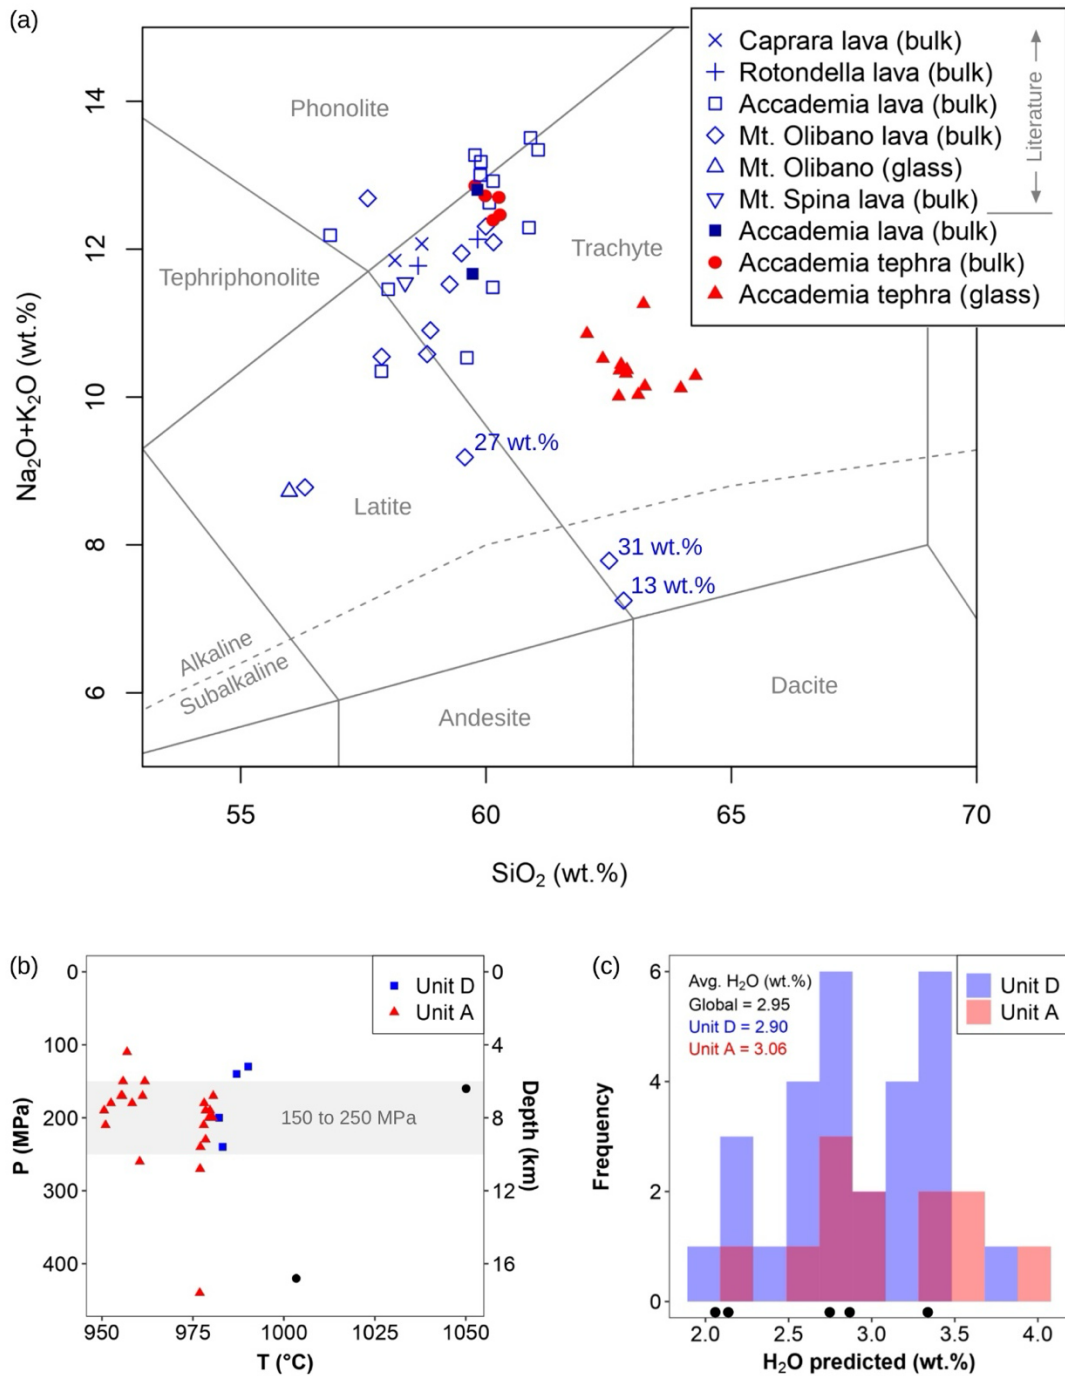 (a)
Caprara lava (bulk)
Rotondella lava (bulk)
Accademia lava (bulk)
Mt. Olibano lava (bulk)
Mt. Olibano (glass)
Mt. Spina lava (bulk)
Literature
Accademia lava (bulk)
Accademia tephra (bulk)
Accademia tephra (glass)
Na₂O+K₂O (wt.%)
14
12
10
8
6
Phonolite
Tephriphonolite
Trachyte
27 wt.%
Latite
31 wt.%
13 wt.%
Alkaline
Subalkaline
Andesite
Dacite
55 60 65 70
SiO₂ (wt.%)
(b)
Unit D
Unit A
P (MPa)
0
100
200
300
400
150 to 250 MPa
0
4
8
12
16
Depth (km)
950 975 1000 1025 1050
T (°C)
(c)
Avg. H₂O (wt.%)
Global = 2.95
Unit D = 2.90
Unit A = 3.06
Unit D
Unit A
Frequency
6
4
2
0
2.0 2.5 3.0 3.5 4.0
H₂O predicted (wt.%)